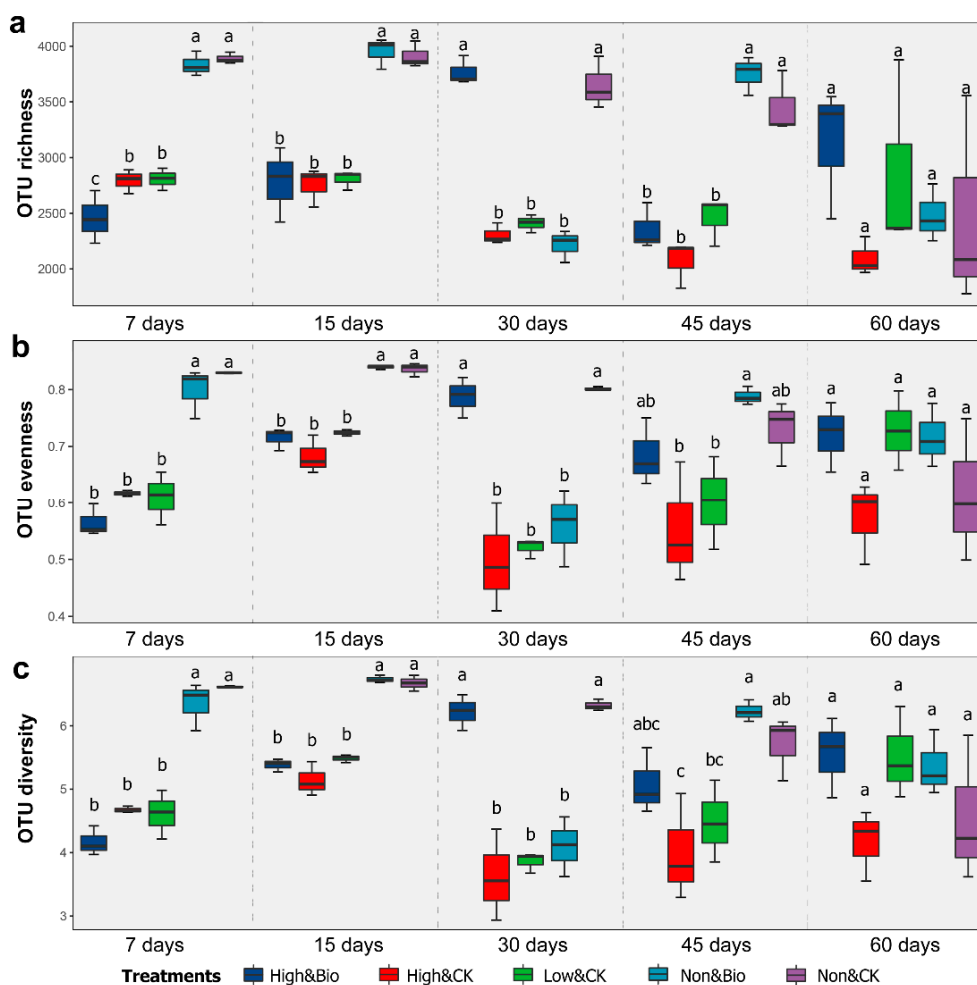 a
OTU richness
4000
3500
3000
2500
2000
c b b a a
b b b a a
a b b b a
b b b a a
a a a a a
7 days 15 days 30 days 45 days 60 days
b
OTU evenness
0.8
0.7
0.6
0.5
0.4
b b b a a
b b b a a
a b b b a
ab b b a ab
a a a a a
7 days 15 days 30 days 45 days 60 days
c
OTU diversity
6
5
4
3
b b b a a
b b b a a
a b b b a
abc c bc a ab
a a a a a
7 days 15 days 30 days 45 days 60 days
Treatments High&Bio High&CK Low&CK Non&Bio Non&CK